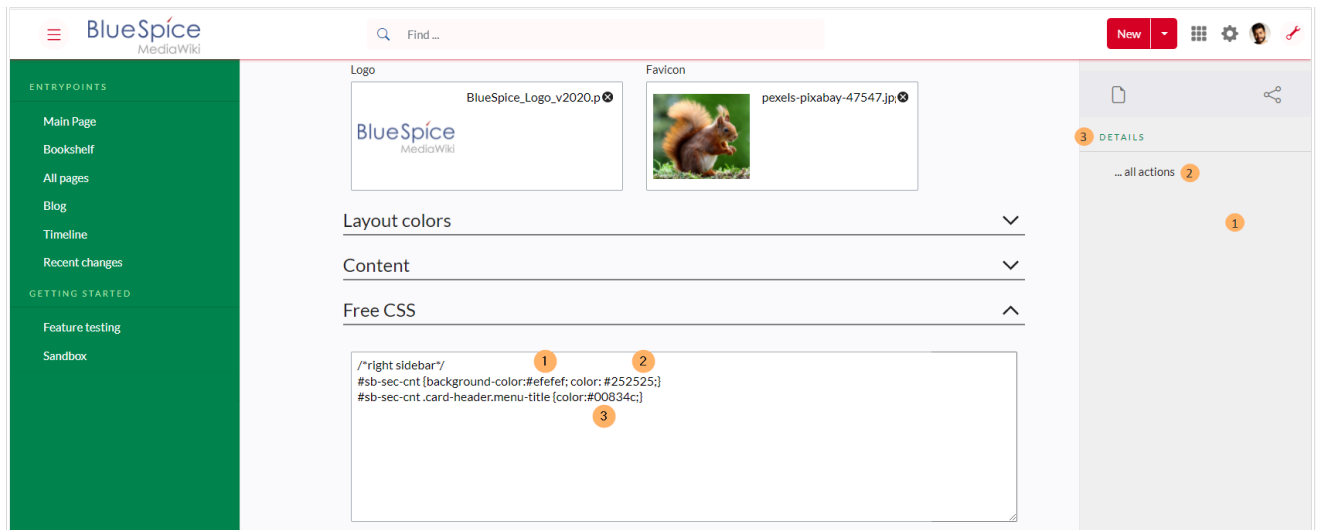 BlueSpice
MediaWiki
Find ...
New
ENTRYPOINTS
Main Page
Bookshelf
All pages
Blog
Timeline
Recent changes
GETTING STARTED
Feature testing
Sandbox
Logo
BlueSpice_Logo_v2020.p
BlueSpice
MediaWiki
Favicon
pexels-pixabay-47547.jp
Layout colors
Content
Free CSS
1 2
/*right sidebar*/
#sb-sec-cnt {background-color:#efefef; color: #252525;}
#sb-sec-cnt .card-header.menu-title {color:#00834c;}
3
3 DETAILS
... all actions 2
1